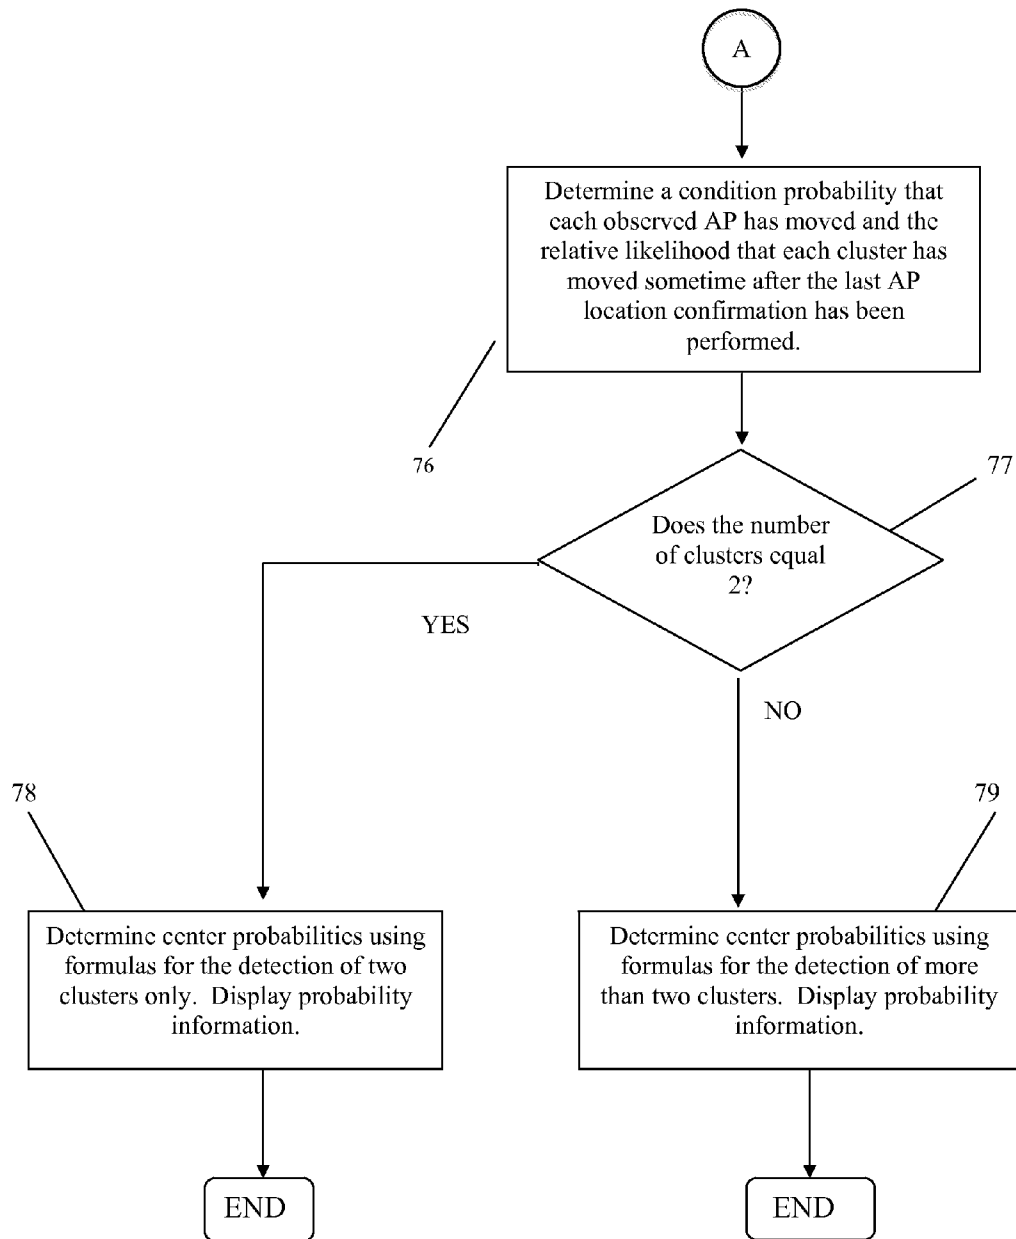 A
Determine a condition probability that
each observed AP has moved and the
relative likelihood that each cluster has
moved sometime after the last AP
location confirmation has been
performed.
76
77
Does the number
of clusters equal
2?
YES
NO
78
79
Determine center probabilities using
formulas for the detection of two
clusters only. Display probability
information.
Determine center probabilities using
formulas for the detection of more
than two clusters. Display probability
information.
END
END